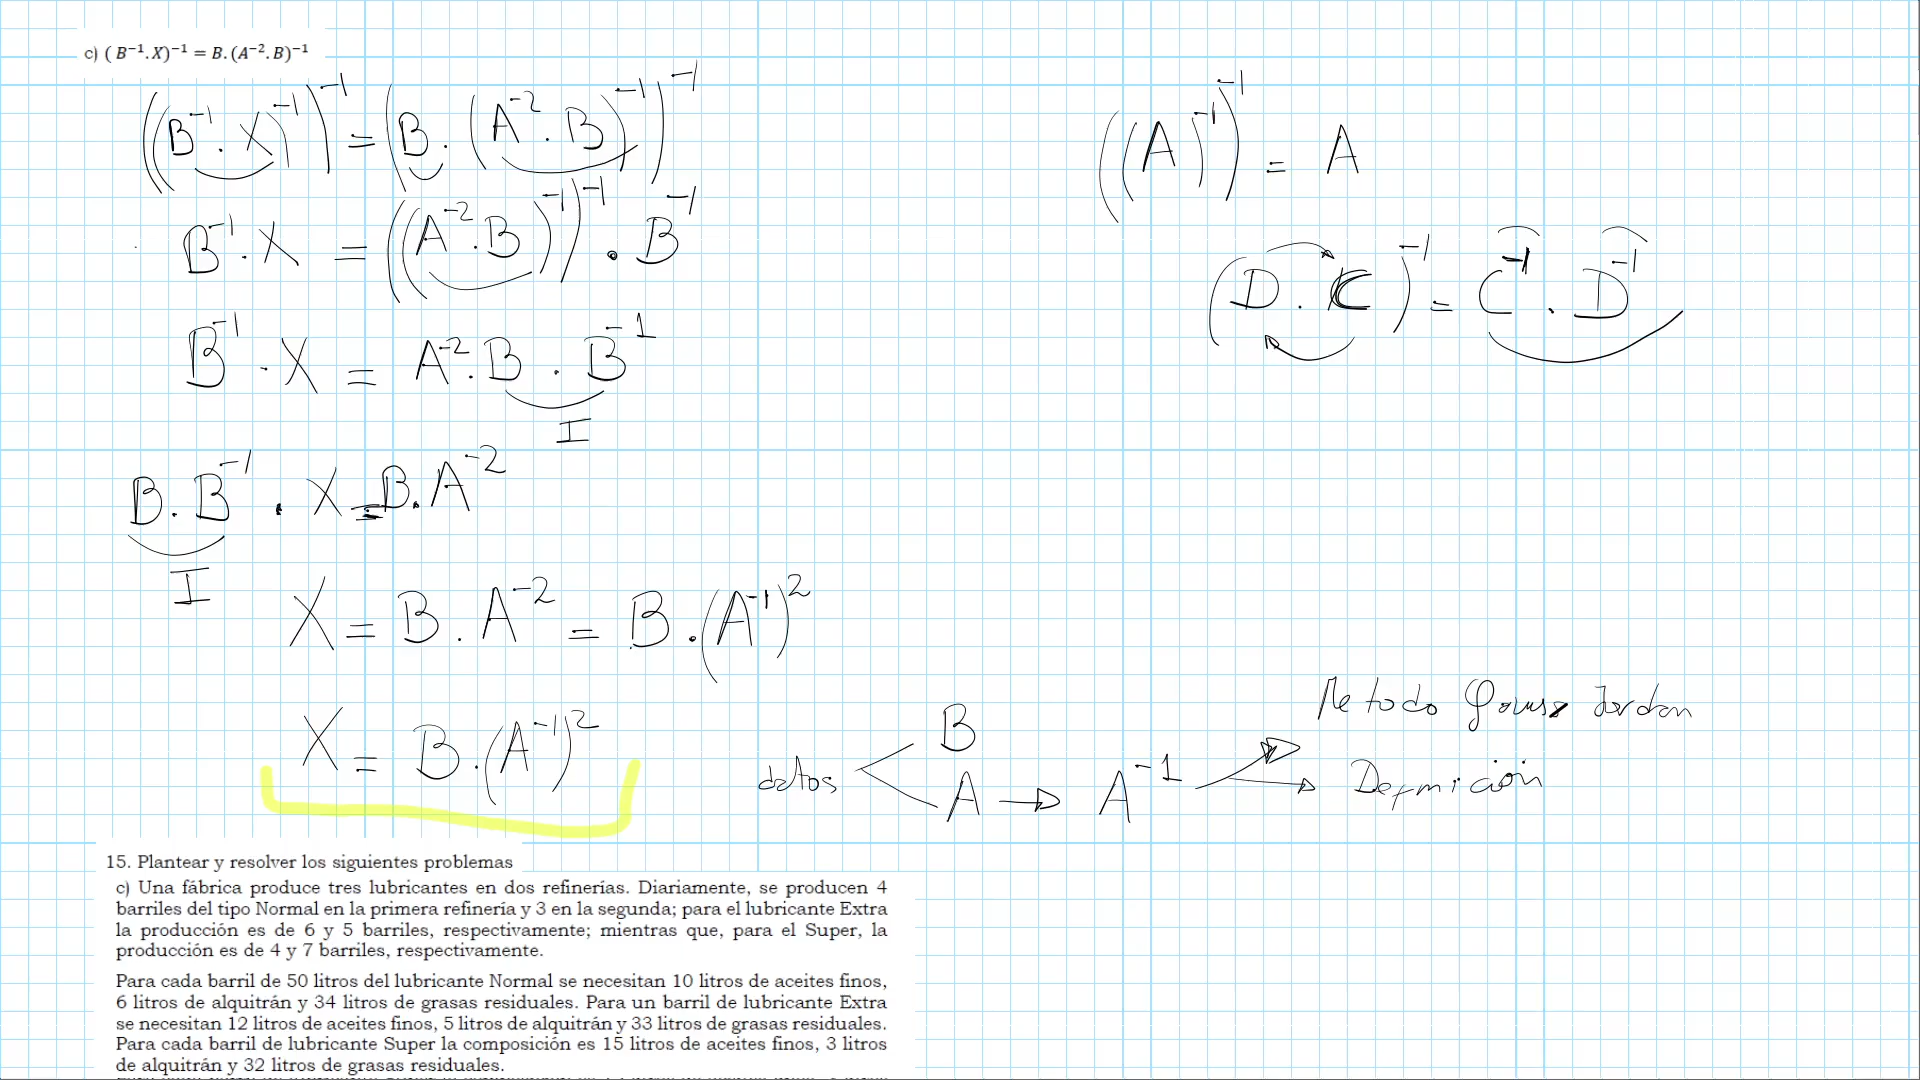 c) ( B⁻¹.X)⁻¹ = B.(A⁻².B)⁻¹
((B⁻¹ . X)⁻¹)⁻¹ = (B . (A⁻² . B)⁻¹)⁻¹
B⁻¹ . X = ((A⁻² . B)⁻¹)⁻¹ . B⁻¹
B⁻¹ . X = A⁻² . B . B⁻¹
I
B . B⁻¹ . X = B . A⁻²
I
X = B . A⁻² = B . (A⁻¹)²
X = B . (A⁻¹)²
((A)⁻¹)⁻¹ = A
(D . C)⁻¹ = C⁻¹ . D⁻¹
datos
B
A → A⁻¹
Metodo Gauss Jordan
Definición
15. Plantear y resolver los siguientes problemas
c) Una fábrica produce tres lubricantes en dos refinerías. Diariamente, se producen 4
barriles del tipo Normal en la primera refinería y 3 en la segunda; para el lubricante Extra
la producción es de 6 y 5 barriles, respectivamente; mientras que, para el Super, la
producción es de 4 y 7 barriles, respectivamente.
Para cada barril de 50 litros del lubricante Normal se necesitan 10 litros de aceites finos,
6 litros de alquitrán y 34 litros de grasas residuales. Para un barril de lubricante Extra
se necesitan 12 litros de aceites finos, 5 litros de alquitrán y 33 litros de grasas residuales.
Para cada barril de lubricante Super la composición es 15 litros de aceites finos, 3 litros
de alquitrán y 32 litros de grasas residuales.